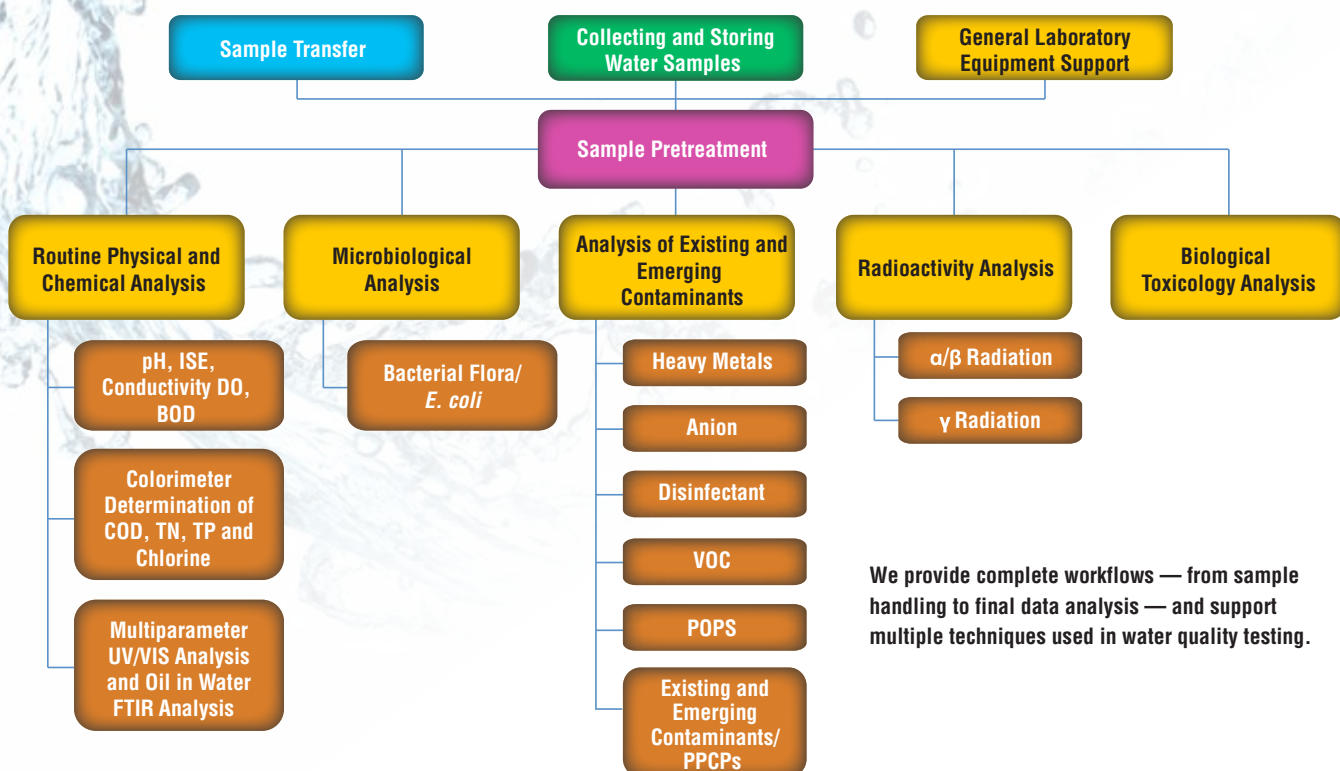 Sample Transfer
Collecting and Storing
Water Samples
General Laboratory
Equipment Support
Sample Pretreatment
Routine Physical and
Chemical Analysis
Microbiological
Analysis
Analysis of Existing and
Emerging
Contaminants
Radioactivity Analysis
Biological
Toxicology Analysis
pH, ISE,
Conductivity DO,
BOD
Colorimeter
Determination of
COD, TN, TP and
Chlorine
Multiparameter
UV/VIS Analysis
and Oil in Water
FTIR Analysis
Bacterial Flora/
E. coli
Heavy Metals
Anion
Disinfectant
VOC
POPS
Existing and
Emerging
Contaminants/
PPCPs
α/β Radiation
γ Radiation
We provide complete workflows — from sample
handling to final data analysis — and support
multiple techniques used in water quality testing.